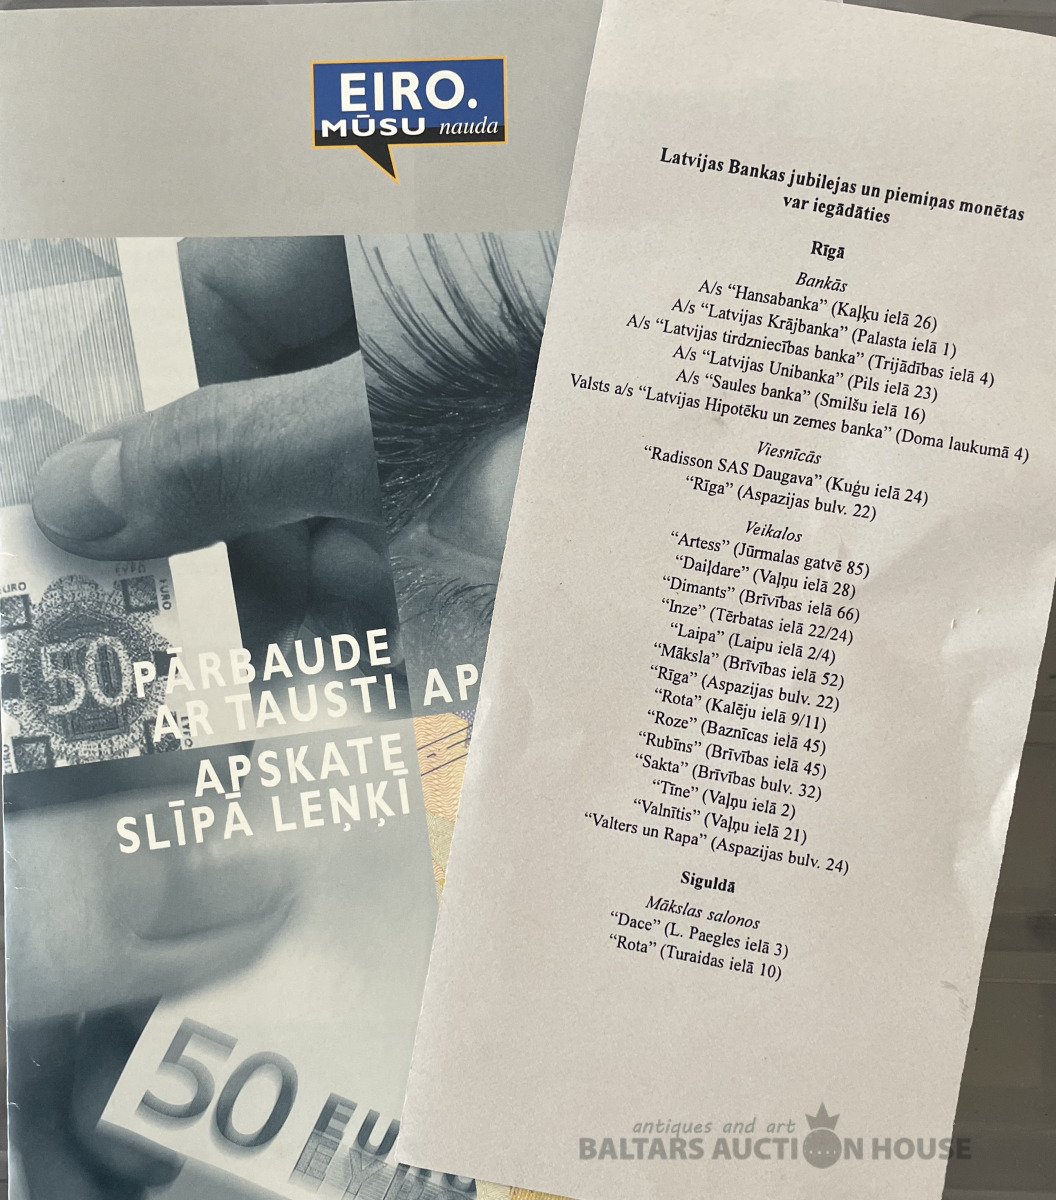 EIRO.
MŪSU nauda
EURO
EURO
EURO
50
PĀRBAUDE
AR TAUSTI AP
APSKATE
SLĪPĀ LEŅĶĪ
50 EURO
Latvijas Bankas jubilejas un piemiņas monētas
var iegādāties
Rīgā
Bankās
A/s “Hansabanka” (Kaļķu ielā 26)
A/s “Latvijas Krājbanka” (Palasta ielā 1)
A/s “Latvijas tirdzniecības banka” (Trijādības ielā 4)
A/s “Latvijas Unibanka” (Pils ielā 23)
A/s “Saules banka” (Smilšu ielā 16)
Valsts a/s “Latvijas Hipotēku un zemes banka” (Doma laukumā 4)
Viesnīcās
“Radisson SAS Daugava” (Kuģu ielā 24)
“Rīga” (Aspazijas bulv. 22)
Veikalos
“Artess” (Jūrmalas gatvē 85)
“Daiļdare” (Vaļņu ielā 28)
“Dimants” (Brīvības ielā 66)
“Inze” (Tērbatas ielā 22/24)
“Laipa” (Laipu ielā 2/4)
“Māksla” (Brīvības ielā 52)
“Rīga” (Aspazijas bulv. 22)
“Rota” (Kalēju ielā 9/11)
“Roze” (Baznīcas ielā 45)
“Rubīns” (Brīvības ielā 45)
“Sakta” (Brīvības bulv. 32)
“Tīne” (Vaļņu ielā 2)
“Valnītis” (Vaļņu ielā 21)
“Valters un Rapa” (Aspazijas bulv. 24)
Siguldā
Mākslas salonos
“Dace” (L. Paegles ielā 3)
“Rota” (Turaidas ielā 10)
antiques and art
BALTARS AUCTION HOUSE